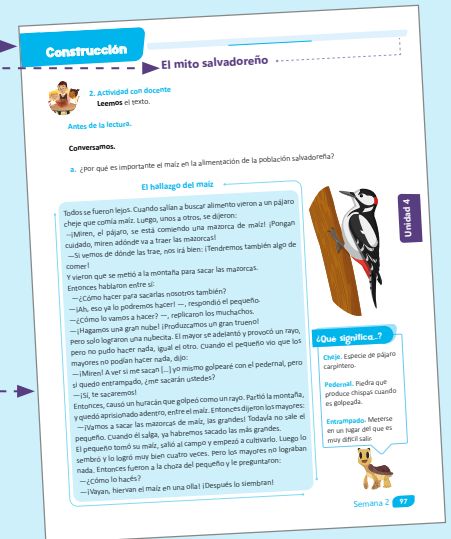 Construcción
El mito salvadoreño
2. Actividad con docente
Leemos el texto.
Antes de la lectura.
Conversamos.
a. ¿Por qué es importante el maíz en la alimentación de la población salvadoreña?
El hallazgo del maíz
Todos se fueron lejos. Cuando salían a buscar alimento vieron a un pájaro
cheje que comía maíz. Luego, unos a otros, se dijeron:
—¡Miren, el pájaro, se está comiendo una mazorca de maíz! ¡Pongan
cuidado, miren adónde va a traer las mazorcas!
—Si vemos de dónde las trae, nos irá bien: ¡Tendremos también algo de
comer!
Y vieron que se metió a la montaña para sacar las mazorcas.
Entonces hablaron entre sí:
—¿Cómo hacer para sacarlas nosotros también?
—¡Ah, eso ya lo podremos hacer! —, respondió el pequeño.
—¿Cómo lo vamos a hacer? —, replicaron los muchachos.
—¡Hagamos una gran nube! ¡Produzcamos un gran trueno!
Pero solo lograron una nubecita. El mayor se adelantó y provocó un rayo,
pero no pudo hacer nada, igual el otro. Cuando el pequeño vio que los
mayores no podían hacer nada, dijo:
—¡Miren! A ver si me sacan [...] yo mismo golpearé con el pedernal, pero
si quedo entrampado, ¿me sacarán ustedes?
—¡Sí, te sacaremos!
Entonces, causó un huracán que golpeó como un rayo. Partió la montaña,
y quedó aprisionado adentro, entre el maíz. Entonces dijeron los mayores:
—¡Vamos a sacar las mazorcas de maíz, las grandes! Todavía no sale el
pequeño. Cuando él salga, ya habremos sacado las más grandes.
El pequeño tomó su maíz, salió al campo y empezó a cultivarlo. Luego lo
sembró y lo logró muy bien cuatro veces. Pero los mayores no lograban
nada. Entonces fueron a la choza del pequeño y le preguntaron:
—¿Cómo lo hacés?
—¡Vayan, hiervan el maíz en una olla! ¡Después lo siembran!
Unidad 4
¿Qué significa...?
Cheje. Especie de pájaro
carpintero.
Pedernal. Piedra que
produce chispas cuando
es golpeada.
Entrampado. Meterse
en un lugar del que es
muy difícil salir.
Semana 2 97